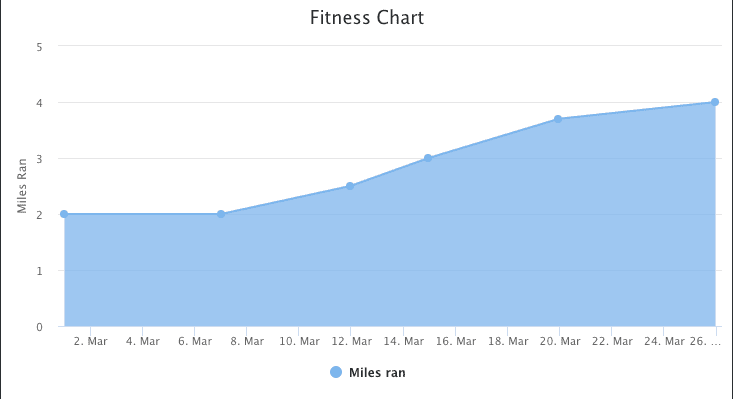 Fitness Chart
5
4
3
2
1
0
Miles Ran
2. Mar 4. Mar 6. Mar 8. Mar 10. Mar 12. Mar 14. Mar 16. Mar 18. Mar 20. Mar 22. Mar 24. Mar 26. ...
Miles ran